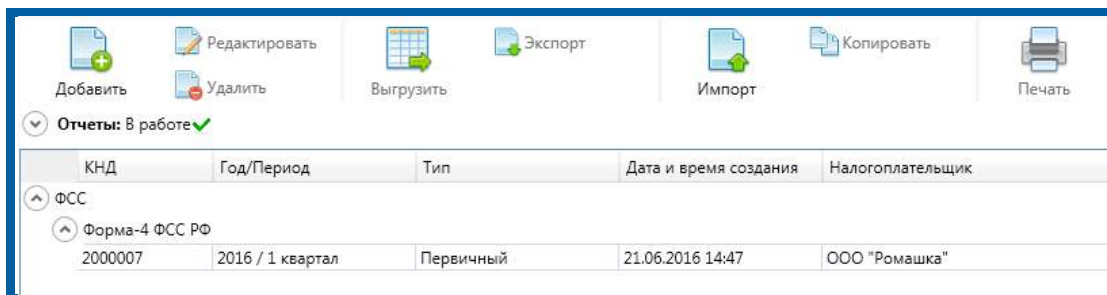 Добавить
Редактировать
Удалить
Выгрузить
Экспорт
Импорт
Копировать
Печать
Отчеты: В работе
КНД Год/Период Тип Дата и время создания Налогоплательщик
ФСС
Форма-4 ФСС РФ
2000007 2016 / 1 квартал Первичный 21.06.2016 14:47 ООО "Ромашка"